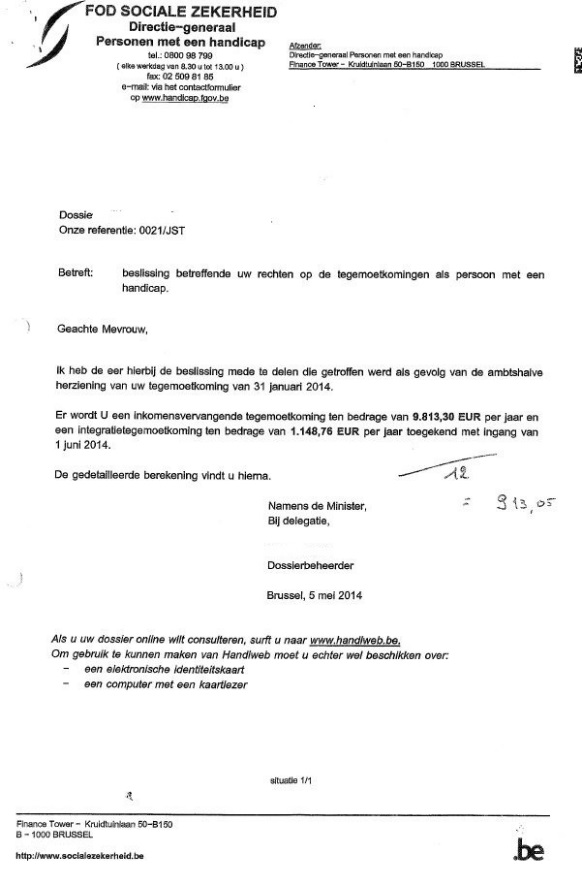 FOD SOCIALE ZEKERHEID
Directie-generaal
Personen met een handicap
tel.: 0800 98 799
( elke werkdag van 8.30 u tot 13.00 u )
fax: 02 509 81 85
e-mail: via het contactformulier
op www.handicap.fgov.be
Afzender:
Directie-generaal Personen met een handicap
Finance Tower - Kruidtuinlaan 50-B150 1000 BRUSSEL
Dossie
Onze referentie: 0021/JST
Betreft: beslissing betreffende uw rechten op de tegemoetkomingen als persoon met een
handicap.
Geachte Mevrouw,
Ik heb de eer hierbij de beslissing mede te delen die getroffen werd als gevolg van de ambtshalve
herziening van uw tegemoetkoming van 31 januari 2014.
Er wordt U een inkomensvervangende tegemoetkoming ten bedrage van 9.813,30 EUR per jaar en
een integratietegemoetkoming ten bedrage van 1.148,76 EUR per jaar toegekend met ingang van
1 juni 2014.
De gedetailleerde berekening vindt u hierna.
12
= 913,05
Namens de Minister,
Bij delegatie,
Dossierbeheerder
Brussel, 5 mei 2014
Als u uw dossier online wilt consulteren, surft u naar www.handiweb.be.
Om gebruik te kunnen maken van Handiweb moet u echter wel beschikken over:
- een elektronische identiteitskaart
- een computer met een kaartlezer
situatie 1/1
Finance Tower - Kruidtuinlaan 50-B150
B - 1000 BRUSSEL
http://www.socialezekerheid.be
.be